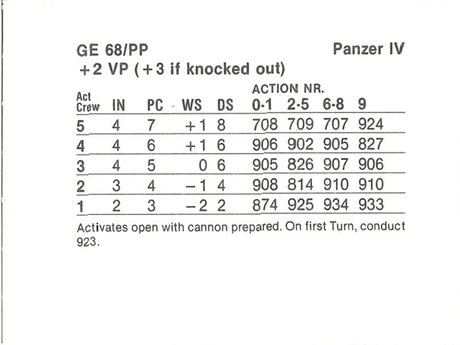 GE 68/PP Panzer IV
+2 VP (+3 if knocked out)
ACTION NR.
Act
Crew IN PC WS DS 0-1 2-5 6-8 9
5 4 7 +1 8 708 709 707 924
4 4 6 +1 6 906 902 905 827
3 4 5 0 6 905 826 907 906
2 3 4 −1 4 908 814 910 910
1 2 3 −2 2 874 925 934 933
Activates open with cannon prepared. On first Turn, conduct
923.